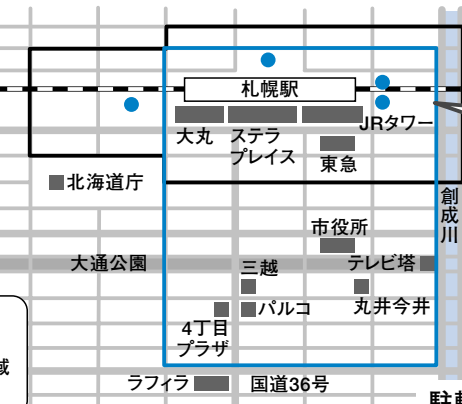 札幌駅
大丸
ステラ
プレイス
JRタワー
東急
北海道庁
創成川
市役所
大通公園
三越
テレビ塔
パルコ
丸井今井
4丁目
プラザ
域
ラフィラ
国道36号